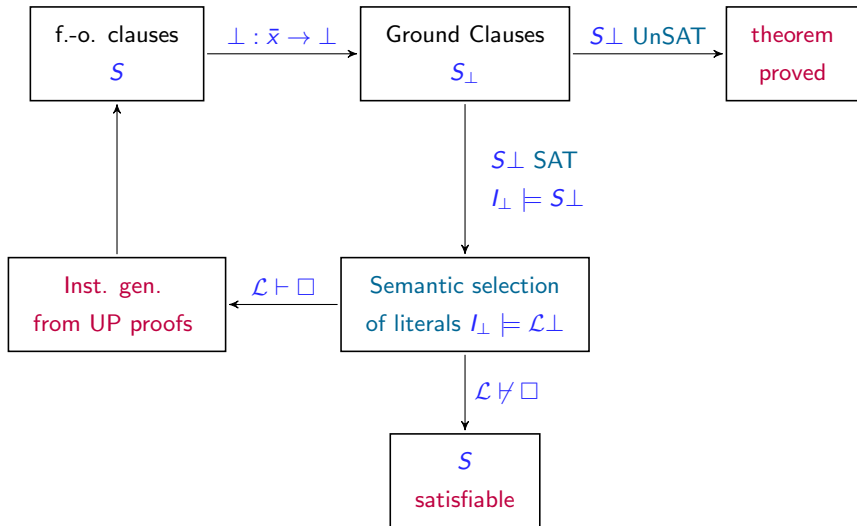 f.-o. clauses
S
⊥ : x̄ → ⊥
Ground Clauses
S⊥
S⊥ UnSAT
theorem
proved
S⊥ SAT
I⊥ ⊨ S⊥
Inst. gen.
from UP proofs
ℒ ⊢ □
Semantic selection
of literals I⊥ ⊨ ℒ⊥
ℒ ⊬ □
S
satisfiable